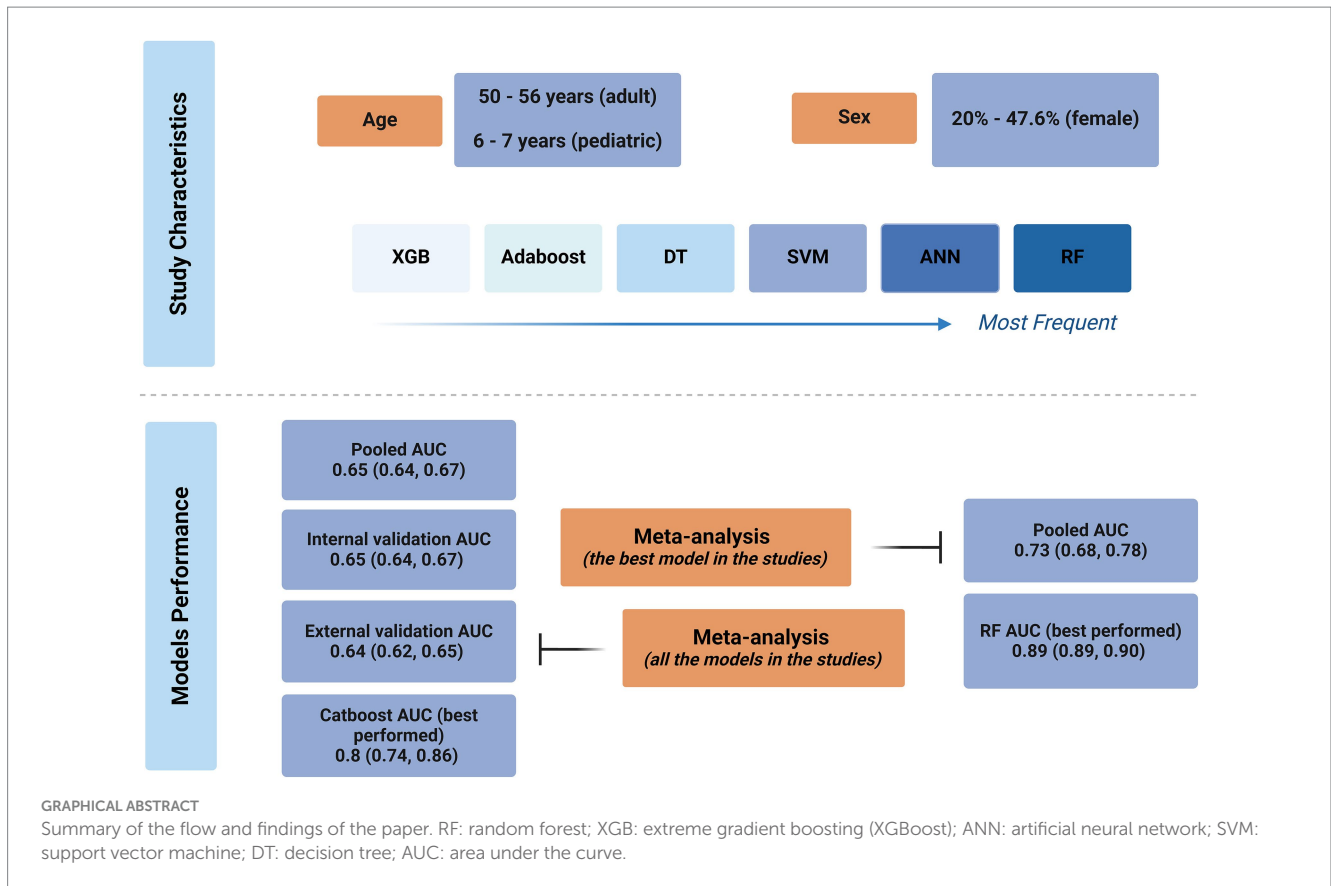 Study Characteristics
Age
50 - 56 years (adult)
6 - 7 years (pediatric)
Sex
20% - 47.6% (female)
XGB
Adaboost
DT
SVM
ANN
RF
Most Frequent
Models Performance
Pooled AUC
0.65 (0.64, 0.67)
Internal validation AUC
0.65 (0.64, 0.67)
External validation AUC
0.64 (0.62, 0.65)
Catboost AUC (best
performed)
0.8 (0.74, 0.86)
Meta-analysis
(the best model in the studies)
Meta-analysis
(all the models in the studies)
Pooled AUC
0.73 (0.68, 0.78)
RF AUC (best performed)
0.89 (0.89, 0.90)
GRAPHICAL ABSTRACT
Summary of the flow and findings of the paper. RF: random forest; XGB: extreme gradient boosting (XGBoost); ANN: artificial neural network; SVM:
support vector machine; DT: decision tree; AUC: area under the curve.